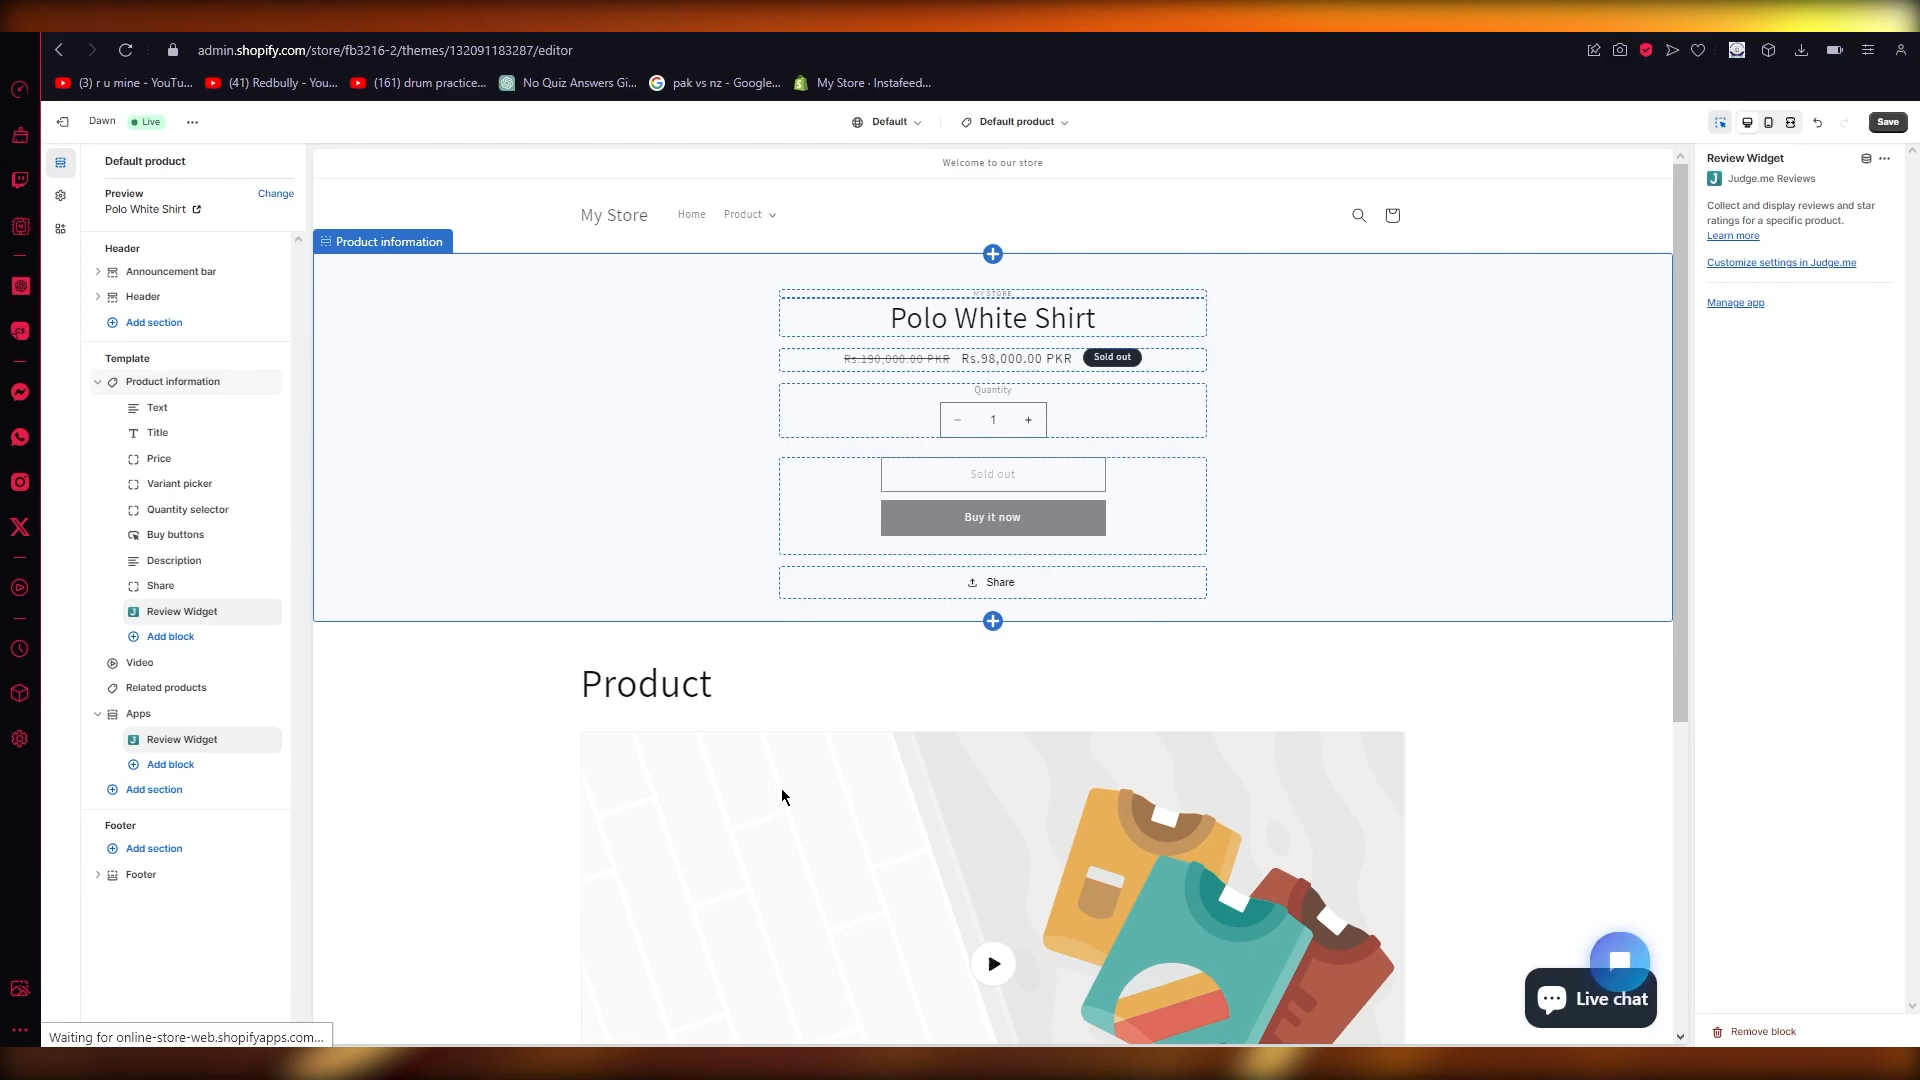 admin.shopify.com/store/fb3216-2/themes/132091183287/editor
(3) r u mine - YouTu...
(41) Redbully - You...
(161) drum practice...
No Quiz Answers Gi...
pak vs nz - Google...
My Store · Instafeed...
Dawn
Live
Default
Default product
Save
Default product
Preview
Change
Polo White Shirt
Header
Announcement bar
Header
Add section
Template
Product information
Text
Title
Price
Variant picker
Quantity selector
Buy buttons
Description
Share
Review Widget
Add block
Video
Related products
Apps
Review Widget
Add block
Add section
Footer
Add section
Footer
Waiting for online-store-web.shopifyapps.com...
Welcome to our store
My Store
Home
Product
Product information
MY STORE
Polo White Shirt
Rs.190,000.00 PKR
Rs.98,000.00 PKR
Sold out
Quantity
1
Sold out
Buy it now
Share
Product
Live chat
Review Widget
Judge.me Reviews
Collect and display reviews and star
ratings for a specific product.
Learn more
Customize settings in Judge.me
Manage app
Remove block